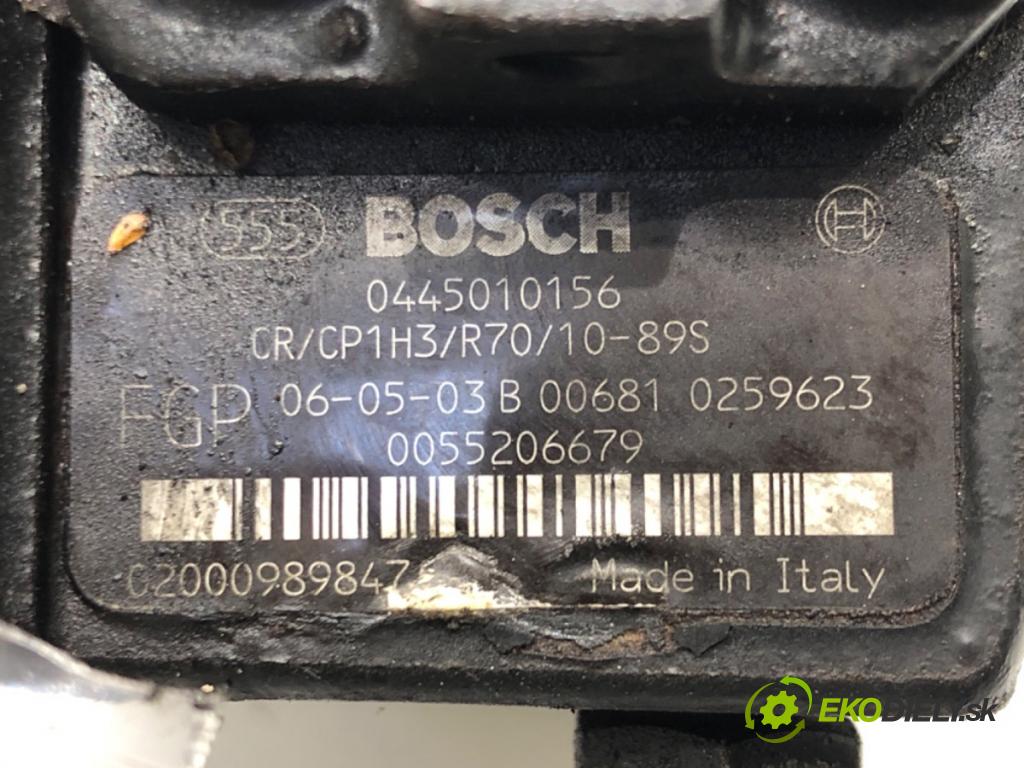 555 BOSCH
0445010156
CR/CP1H3/R70/10-89S
FGP 06-05-03 B 00681 0259623
0055206679
Made in Italy
EKODIELY.sk